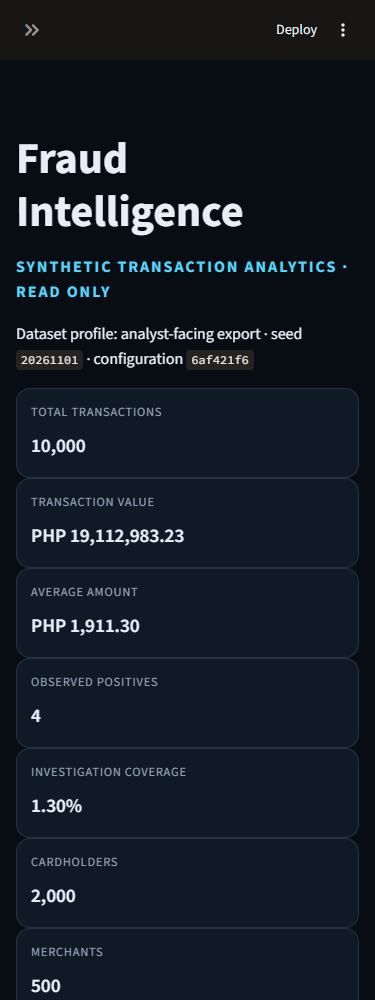 Deploy
Fraud
Intelligence
SYNTHETIC TRANSACTION ANALYTICS ·
READ ONLY
Dataset profile: analyst-facing export · seed
20261101 · configuration 6af421f6
TOTAL TRANSACTIONS
10,000
TRANSACTION VALUE
PHP 19,112,983.23
AVERAGE AMOUNT
PHP 1,911.30
OBSERVED POSITIVES
4
INVESTIGATION COVERAGE
1.30%
CARDHOLDERS
2,000
MERCHANTS
500